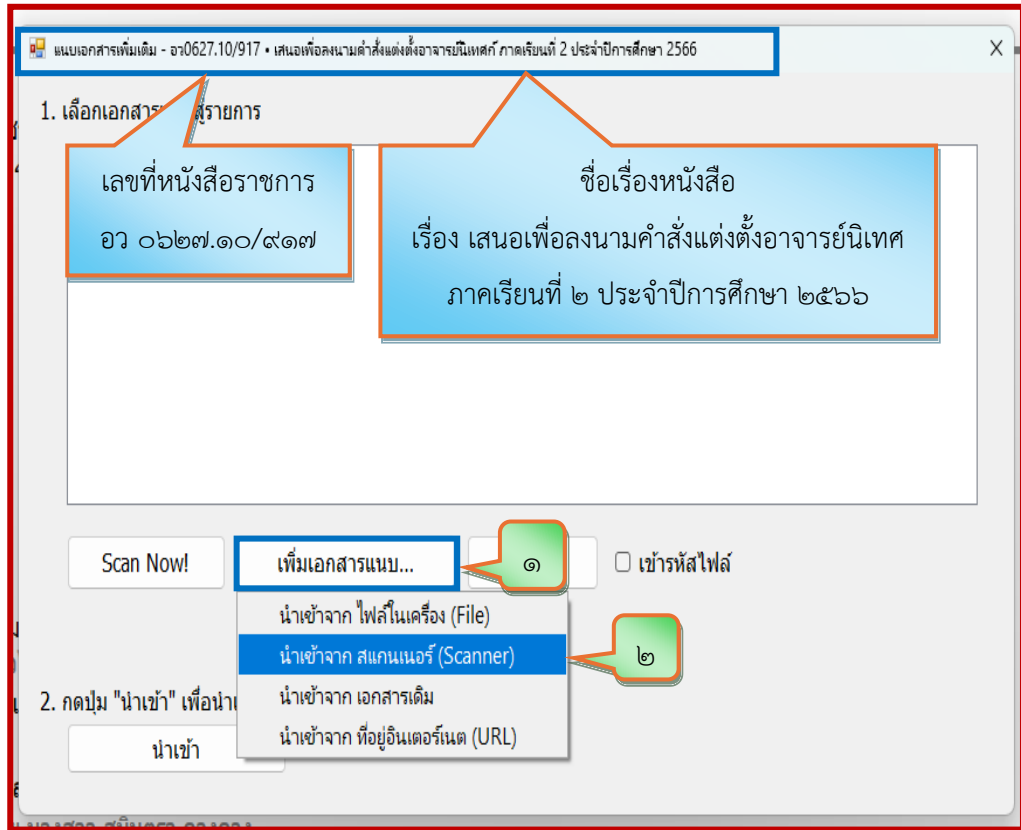 แนบเอกสารเพิ่มเติม - อว0627.10/917 • เสนอเพื่อลงนามคำสั่งแต่งตั้งอาจารย์นิเทศก์ ภาคเรียนที่ 2 ประจำปีการศึกษา 2566
X
1. เลือกเอกสาร สู่รายการ
เลขที่หนังสือราชการ
อว ๐๖๒๗.๑๐/๙๑๗
ชื่อเรื่องหนังสือ
เรื่อง เสนอเพื่อลงนามคำสั่งแต่งตั้งอาจารย์นิเทศ
ภาคเรียนที่ ๒ ประจำปีการศึกษา ๒๕๖๖
Scan Now!
เพิ่มเอกสารแนบ...
๑
เข้ารหัสไฟล์
นำเข้าจาก ไฟล์ในเครื่อง (File)
นำเข้าจาก สแกนเนอร์ (Scanner)
๒
นำเข้าจาก เอกสารเดิม
นำเข้าจาก ที่อยู่อินเตอร์เนต (URL)
2. กดปุ่ม "นำเข้า" เพื่อนำ
นำเข้า